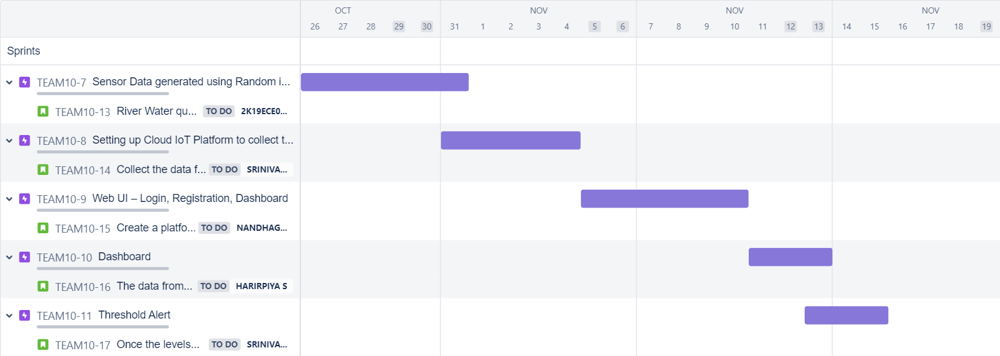 OCT NOV NOV NOV
26 27 28 29 30 31 1 2 3 4 5 6 7 8 9 10 11 12 13 14 15 16 17 18 19
Sprints
TEAM10-7 Sensor Data generated using Random i...
TEAM10-13 River Water qu... TO DO 2K19ECE0...
TEAM10-8 Setting up Cloud IoT Platform to collect t...
TEAM10-14 Collect the data f... TO DO SRINIVA...
TEAM10-9 Web UI – Login, Registration, Dashboard
TEAM10-15 Create a platfo... TO DO NANDHAG...
TEAM10-10 Dashboard
TEAM10-16 The data from... TO DO HARIRPIYA S
TEAM10-11 Threshold Alert
TEAM10-17 Once the levels... TO DO SRINIVA...